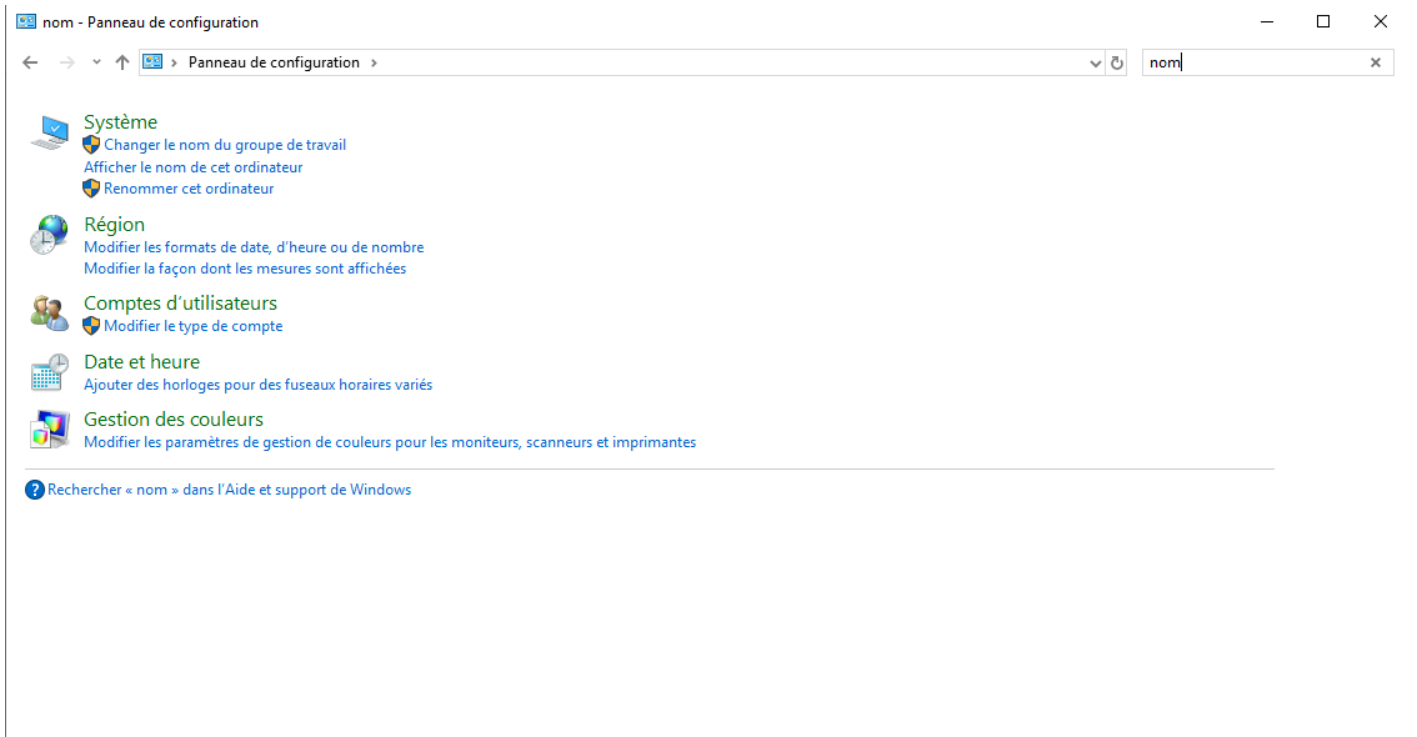 nom - Panneau de configuration
Panneau de configuration
nom
Système
Changer le nom du groupe de travail
Afficher le nom de cet ordinateur
Renommer cet ordinateur
Région
Modifier les formats de date, d’heure ou de nombre
Modifier la façon dont les mesures sont affichées
Comptes d’utilisateurs
Modifier le type de compte
Date et heure
Ajouter des horloges pour des fuseaux horaires variés
Gestion des couleurs
Modifier les paramètres de gestion de couleurs pour les moniteurs, scanneurs et imprimantes
Rechercher « nom » dans l’Aide et support de Windows